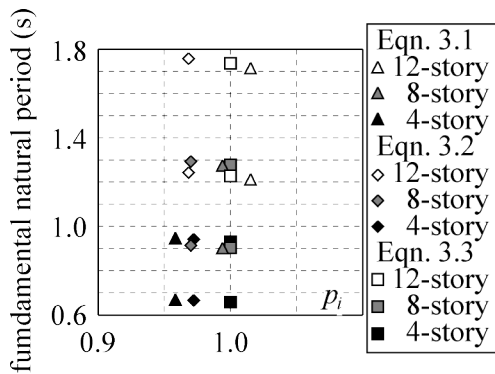 fumdamental natural period (s)
1.8
1.4
1.0
0.6
0.9
1.0
p_i
Eqn. 3.1
12-story
8-story
4-story
Eqn. 3.2
12-story
8-story
4-story
Eqn. 3.3
12-story
8-story
4-story